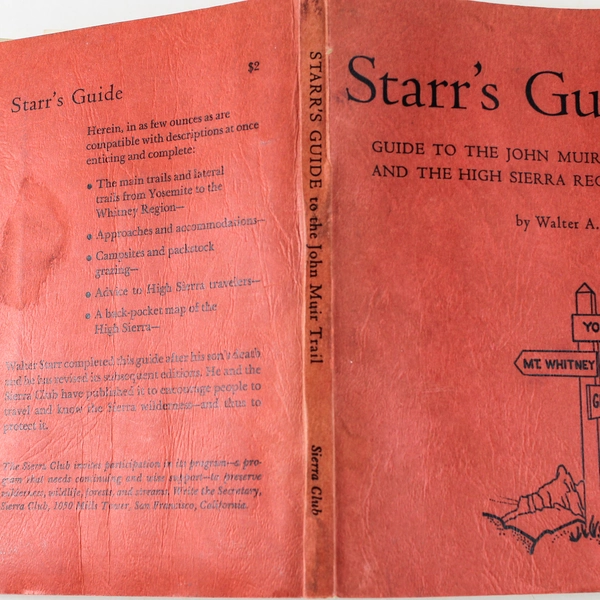 Starr's Guide
$2
Herein, in as few ounces as are
compatible with descriptions at once
enticing and complete:
• The main trails and lateral
trails from Yosemite to the
Whitney Region—
• Approaches and accommodations—
• Campsites and packstock
grazing—
• Advice to High Sierra travelers—
• A back-pocket map of the
High Sierra—
Walter Starr completed this guide after his son's death
and he has revised its subsequent editions. He and the
Sierra Club have published it to encourage people to
travel and know the Sierra wilderness—and thus to
protect it.
The Sierra Club invites participation in its program—a pro-
gram that needs continuing and wide support—to preserve
wilderness, wildlife, forests, and streams. Write the Secretary,
Sierra Club, 1050 Mills Tower, San Francisco, California.
STARR'S GUIDE to the John Muir Trail
Sierra Club
Starr's Gu
GUIDE TO THE JOHN MUIR
AND THE HIGH SIERRA REG
by Walter A.
YO
MT. WHITNEY
G